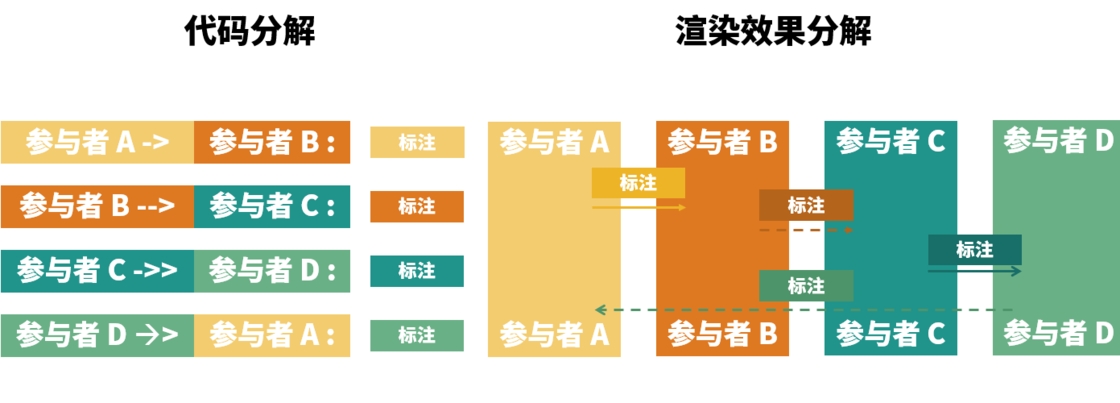 代码分解
渲染效果分解
参与者 A -> 参与者 B : 标注
参与者 B --> 参与者 C : 标注
参与者 C ->> 参与者 D : 标注
参与者 D →> 参与者 A : 标注
参与者 A 参与者 B 参与者 C 参与者 D
标注
标注
标注
标注
参与者 A 参与者 B 参与者 C 参与者 D